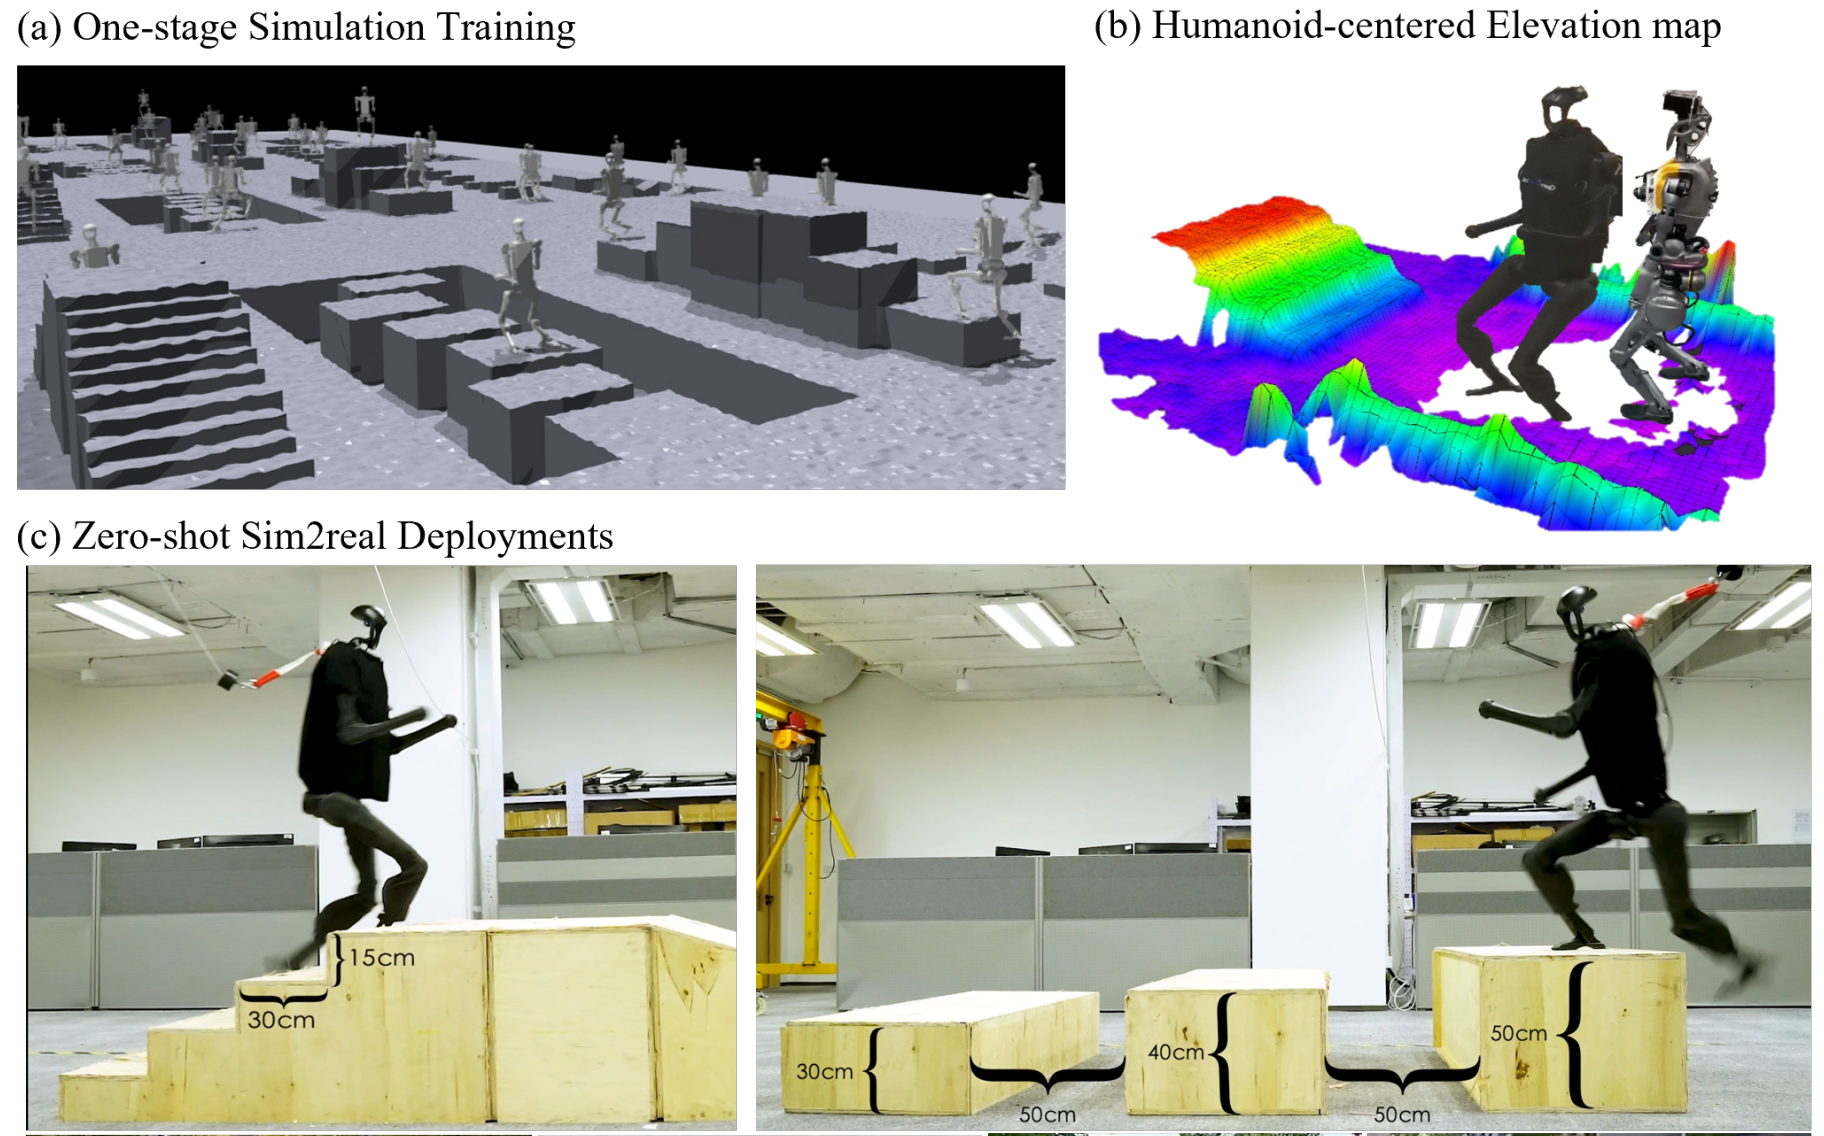 (a) One-stage Simulation Training
(b) Humanoid-centered Elevation map
(c) Zero-shot Sim2real Deployments
15cm
30cm
30cm
50cm
40cm
50cm
50cm